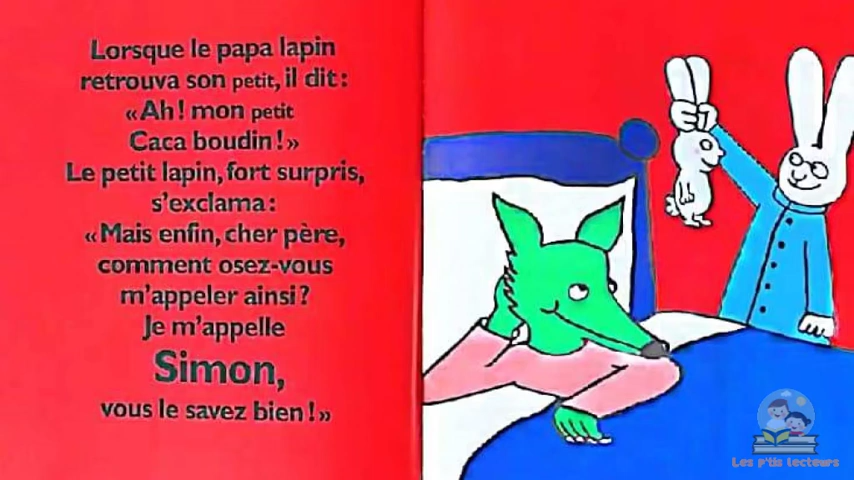 Lorsque le papa lapin
retrouva son petit, il dit :
«Ah ! mon petit
Caca boudin !»
Le petit lapin, fort surpris,
s'exclama :
«Mais enfin, cher père,
comment osez-vous
m'appeler ainsi ?
Je m'appelle
Simon,
vous le savez bien !»
Les p'tis lecteurs